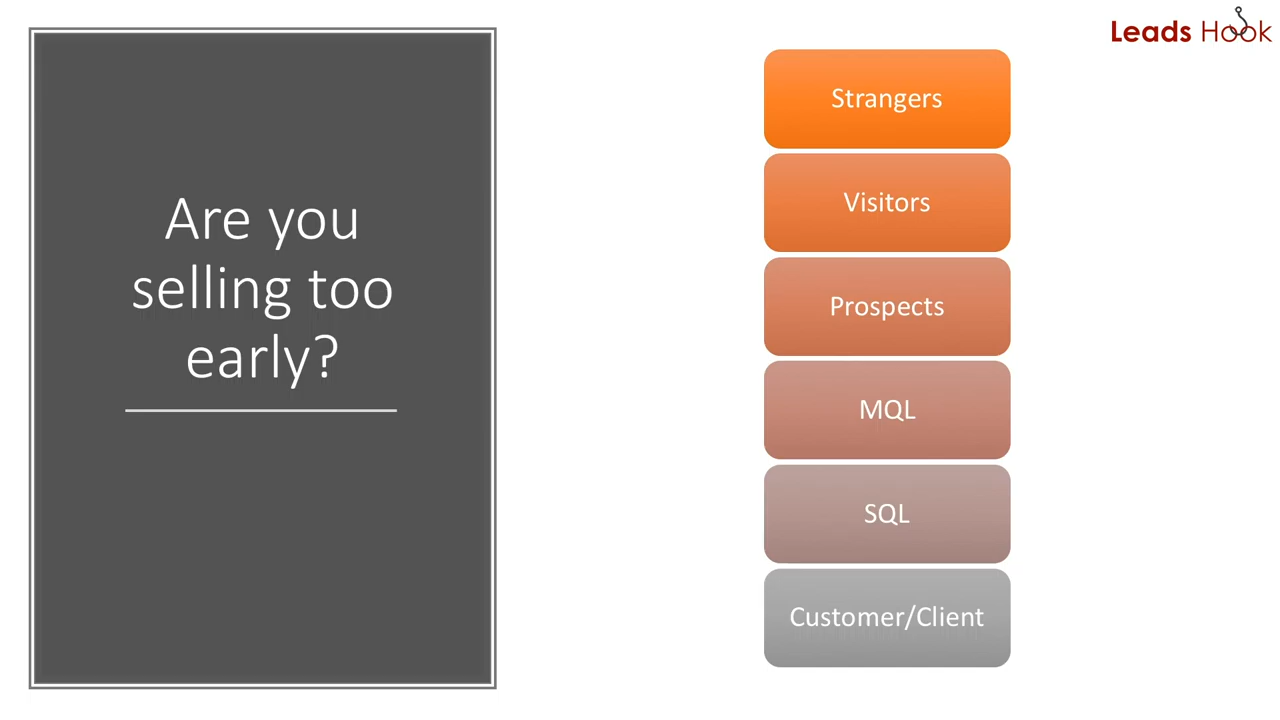 Leads Hook
Are you
selling too
early?
Strangers
Visitors
Prospects
MQL
SQL
Customer/Client